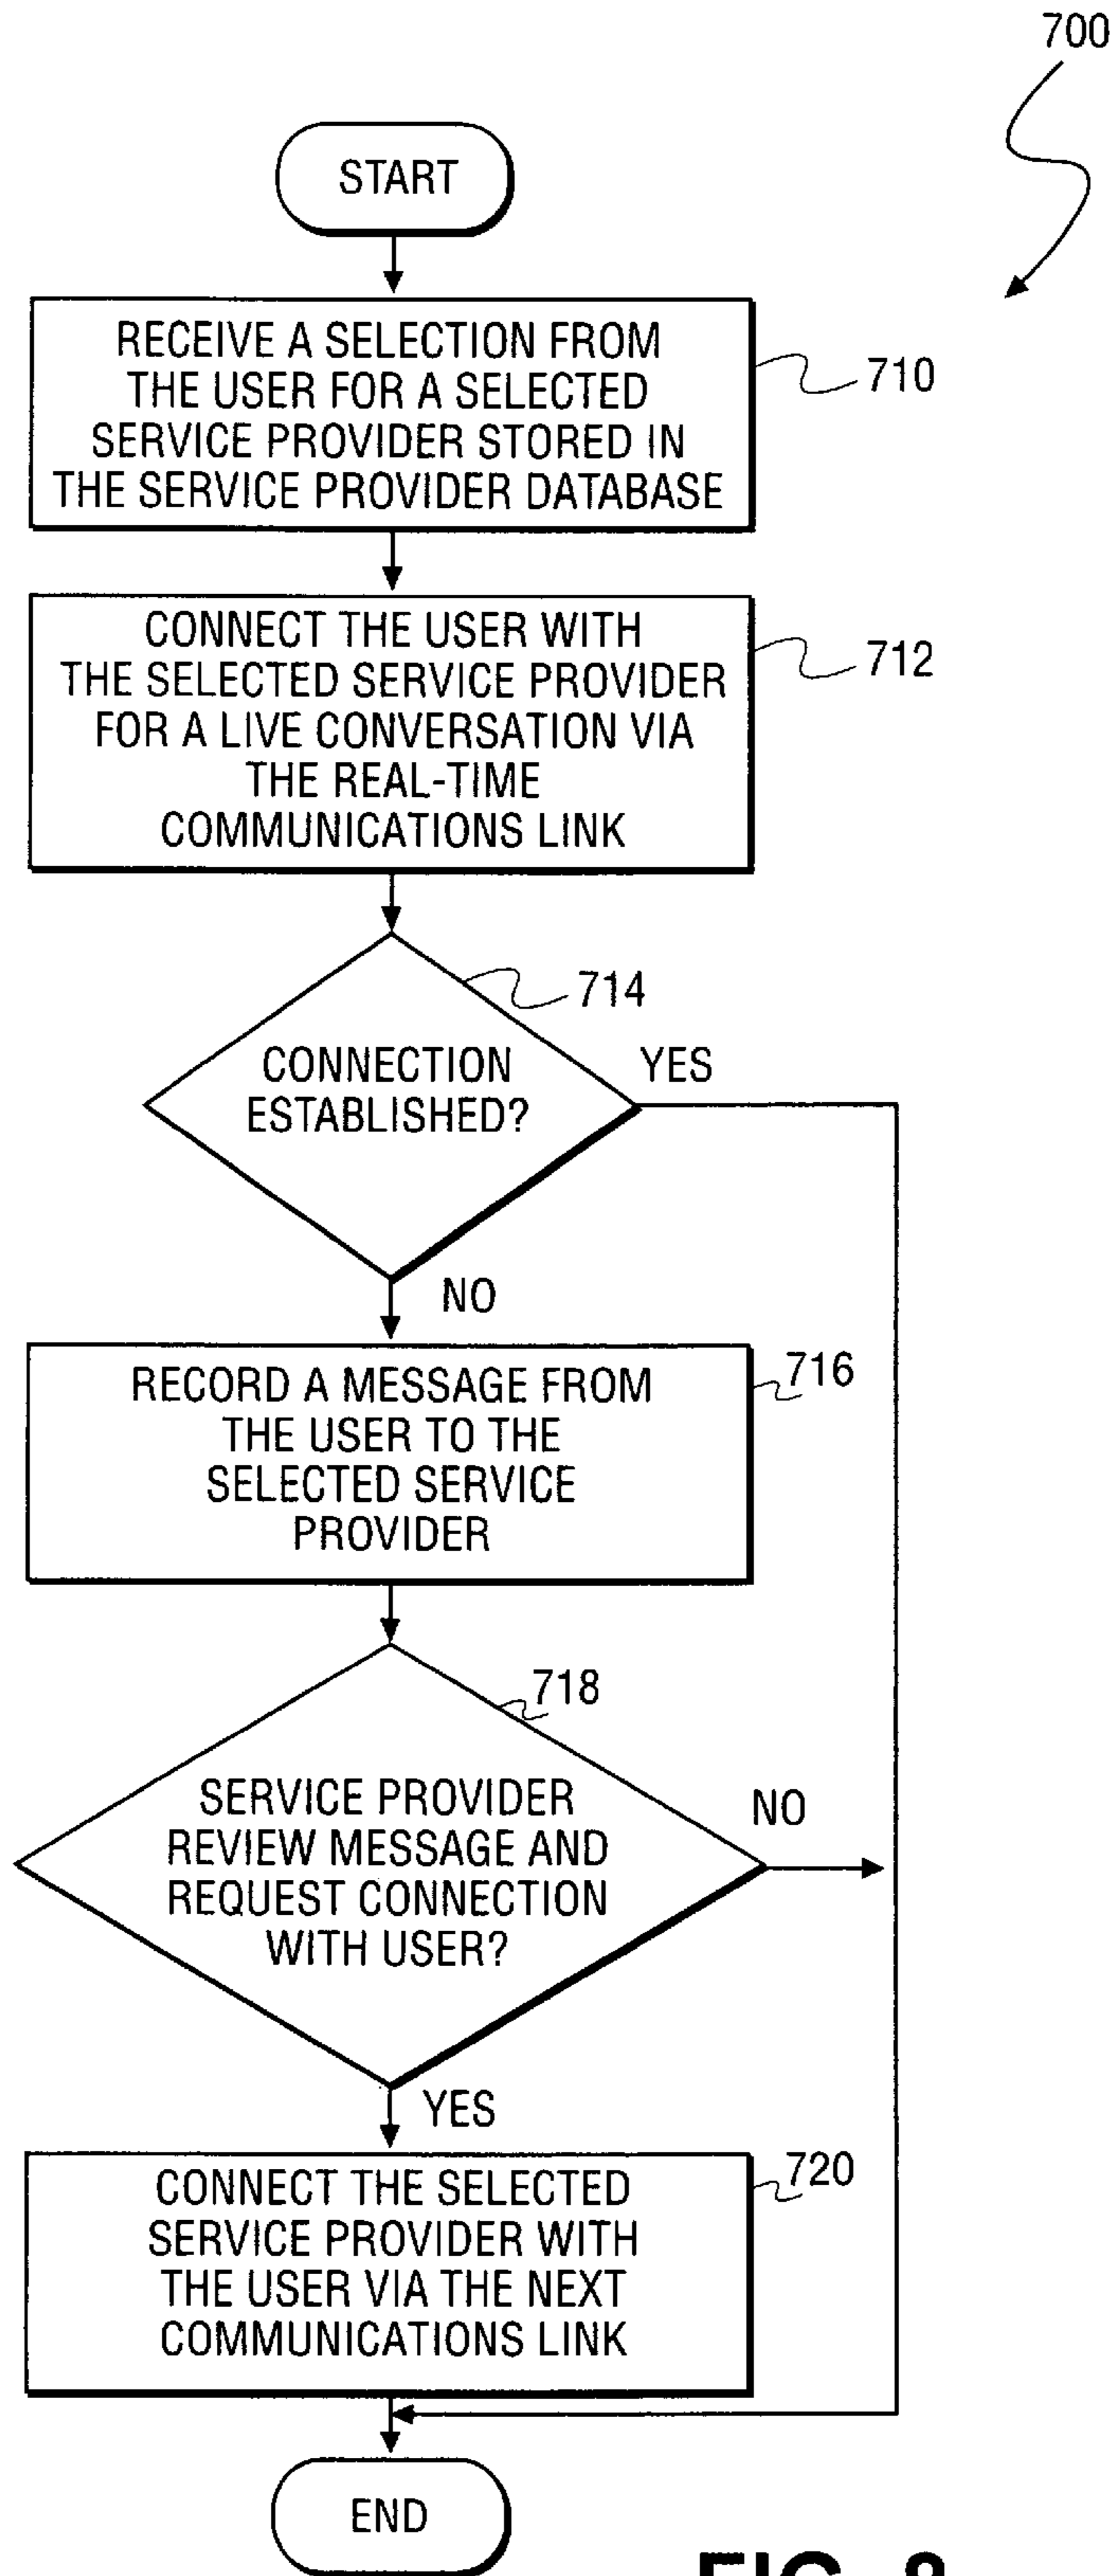 700
START
RECEIVE A SELECTION FROM
THE USER FOR A SELECTED
SERVICE PROVIDER STORED IN
THE SERVICE PROVIDER DATABASE
710
CONNECT THE USER WITH
THE SELECTED SERVICE PROVIDER
FOR A LIVE CONVERSATION VIA
THE REAL-TIME
COMMUNICATIONS LINK
712
714
CONNECTION
ESTABLISHED?
YES
NO
RECORD A MESSAGE FROM
THE USER TO THE
SELECTED SERVICE
PROVIDER
716
718
SERVICE PROVIDER
REVIEW MESSAGE AND
REQUEST CONNECTION
WITH USER?
NO
YES
CONNECT THE SELECTED
SERVICE PROVIDER WITH
THE USER VIA THE NEXT
COMMUNICATIONS LINK
720
END